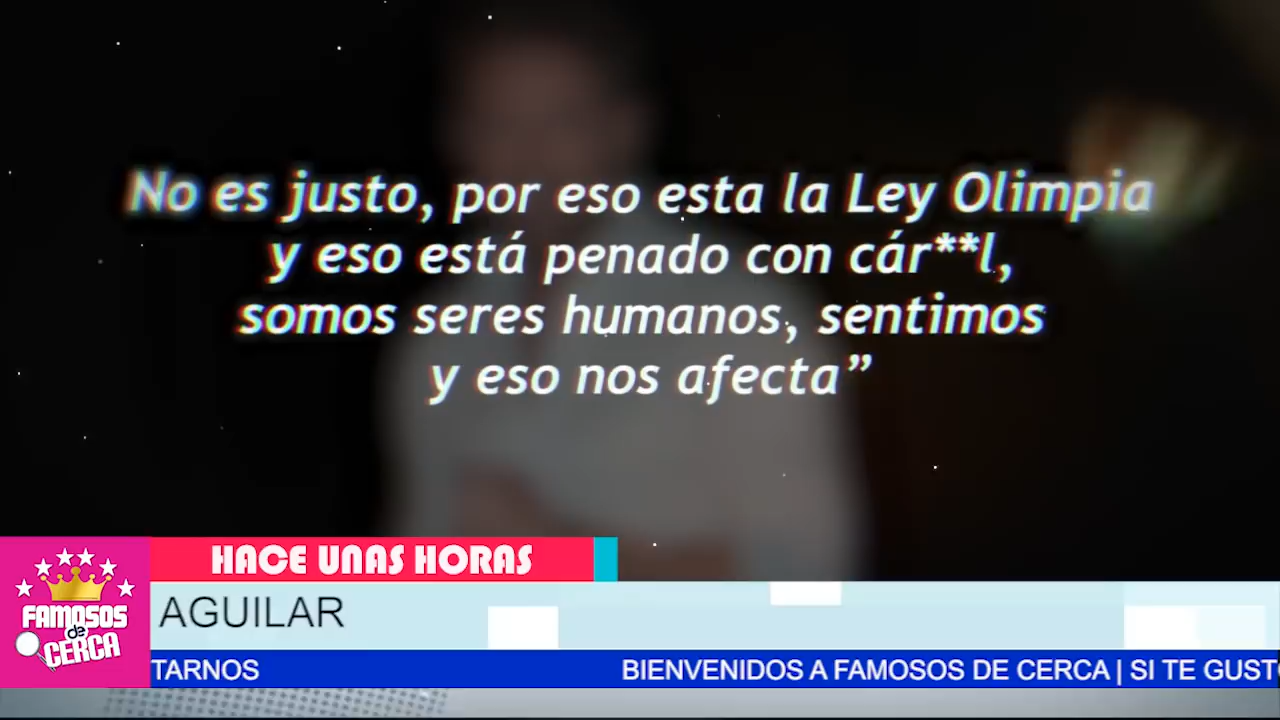 No es justo, por eso esta la Ley Olimpia
y eso está penado con cár**l,
somos seres humanos, sentimos
y eso nos afecta”
HACE UNAS HORAS
AGUILAR
FAMOSOS
de
CERCA
TARNOS
BIENVENIDOS A FAMOSOS DE CERCA | SI TE GUSTO